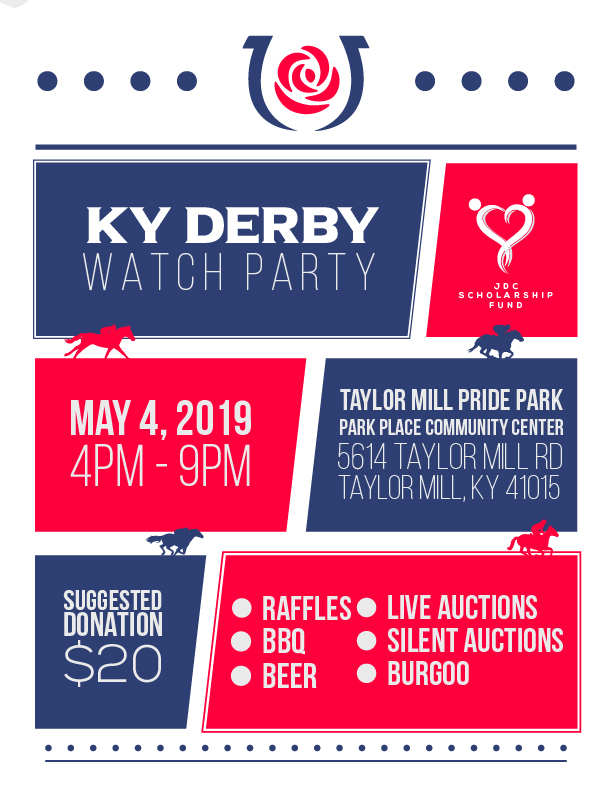 KY DERBY
WATCH PARTY
JDC
SCHOLARSHIP
FUND
MAY 4, 2019
4PM - 9PM
TAYLOR MILL PRIDE PARK
PARK PLACE COMMUNITY CENTER
5614 TAYLOR MILL RD
TAYLOR MILL, KY 41015
SUGGESTED
DONATION
$20
RAFFLES
BBQ
BEER
LIVE AUCTIONS
SILENT AUCTIONS
BURGOO